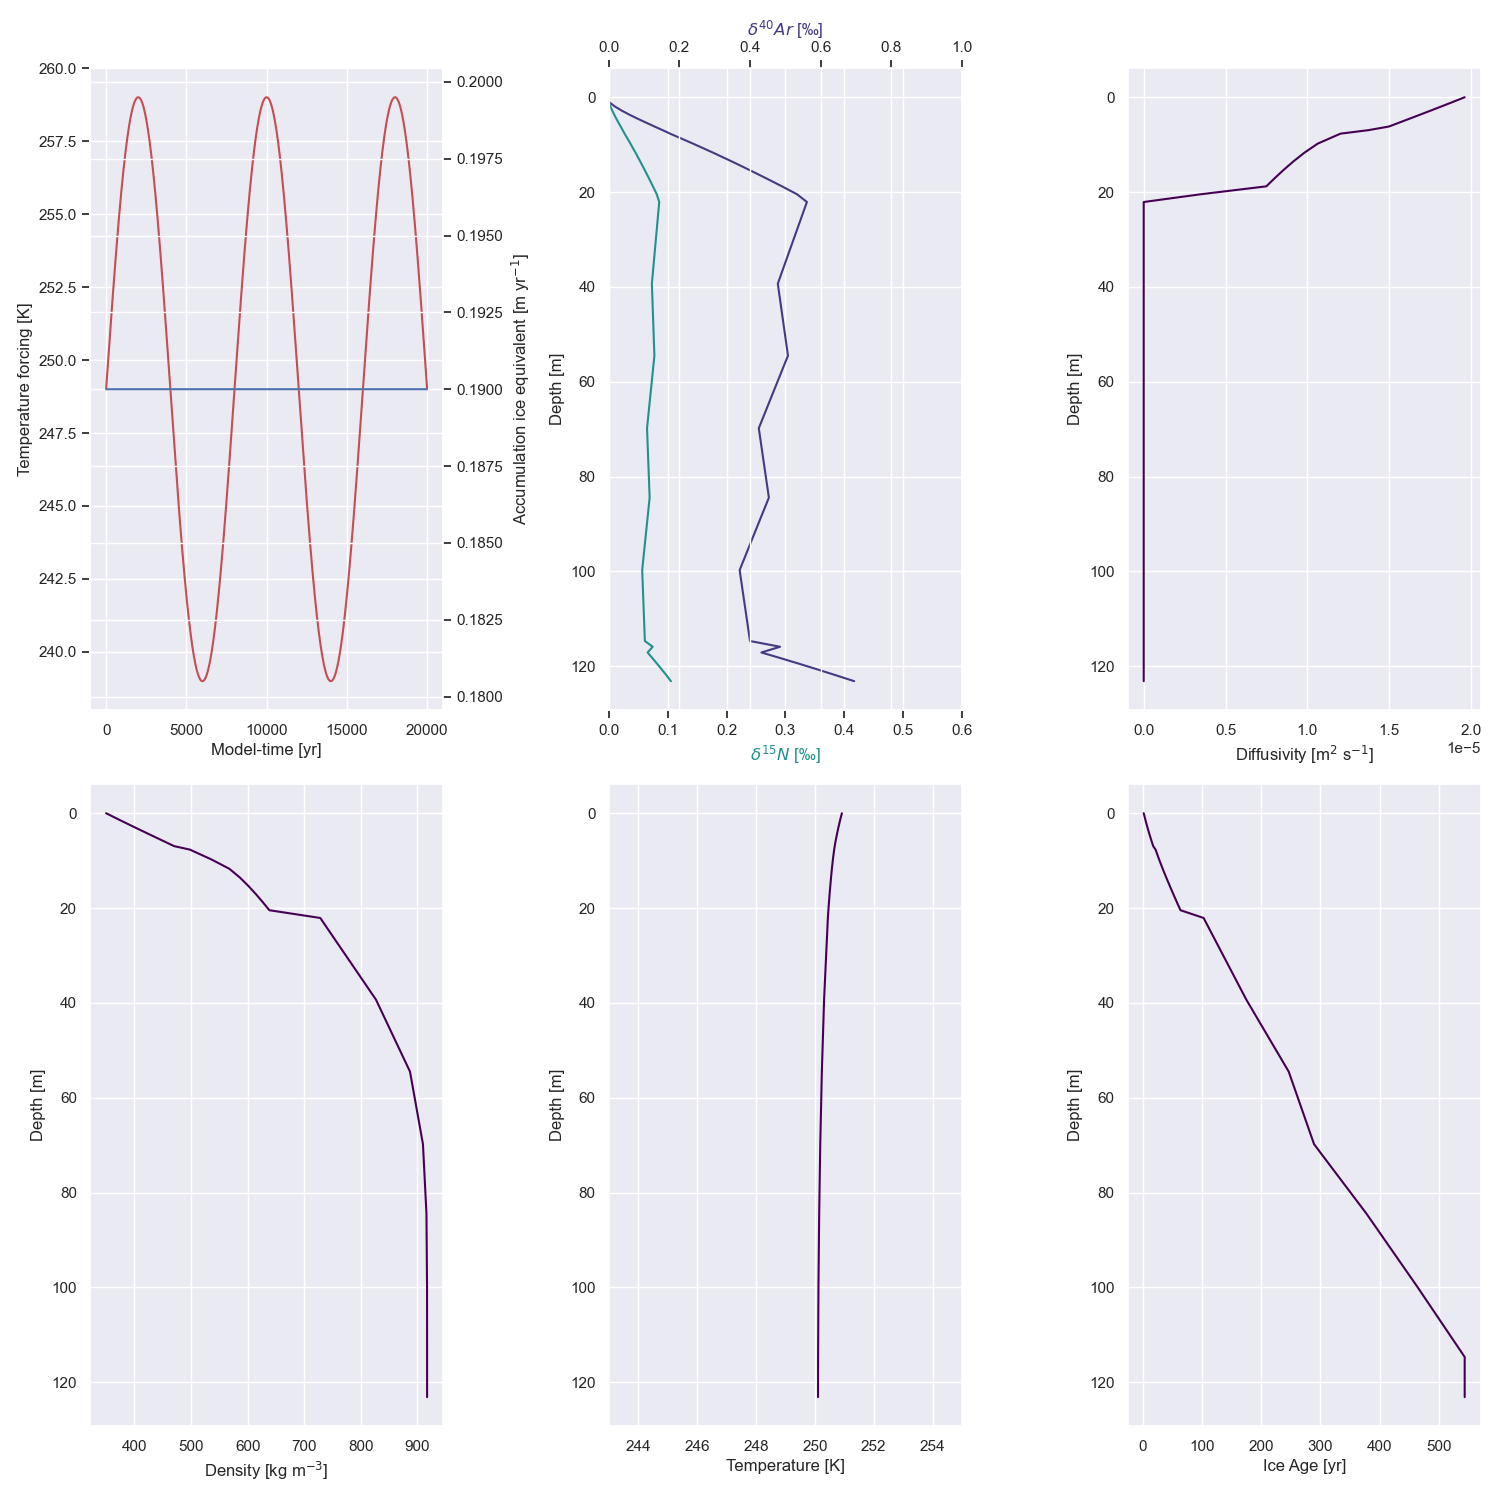 260.0
257.5
255.0
252.5
250.0
247.5
245.0
242.5
240.0
Temperature forcing [K]
0 5000 10000 15000 20000
Model-time [yr]
0.2000
0.1975
0.1950
0.1925
0.1900
0.1875
0.1850
0.1825
0.1800
Accumulation ice equivalent [m yr⁻¹]
δ⁴⁰Ar [‰]
0.0 0.2 0.4 0.6 0.8 1.0
0
20
40
60
80
100
120
Depth [m]
0.0 0.1 0.2 0.3 0.4 0.5 0.6
δ¹⁵N [‰]
0
20
40
60
80
100
120
Depth [m]
0.0 0.5 1.0 1.5 2.0
1e−5
Diffusivity [m² s⁻¹]
0
20
40
60
80
100
120
Depth [m]
400 500 600 700 800 900
Density [kg m⁻³]
0
20
40
60
80
100
120
Depth [m]
244 246 248 250 252 254
Temperature [K]
0
20
40
60
80
100
120
Depth [m]
0 100 200 300 400 500
Ice Age [yr]